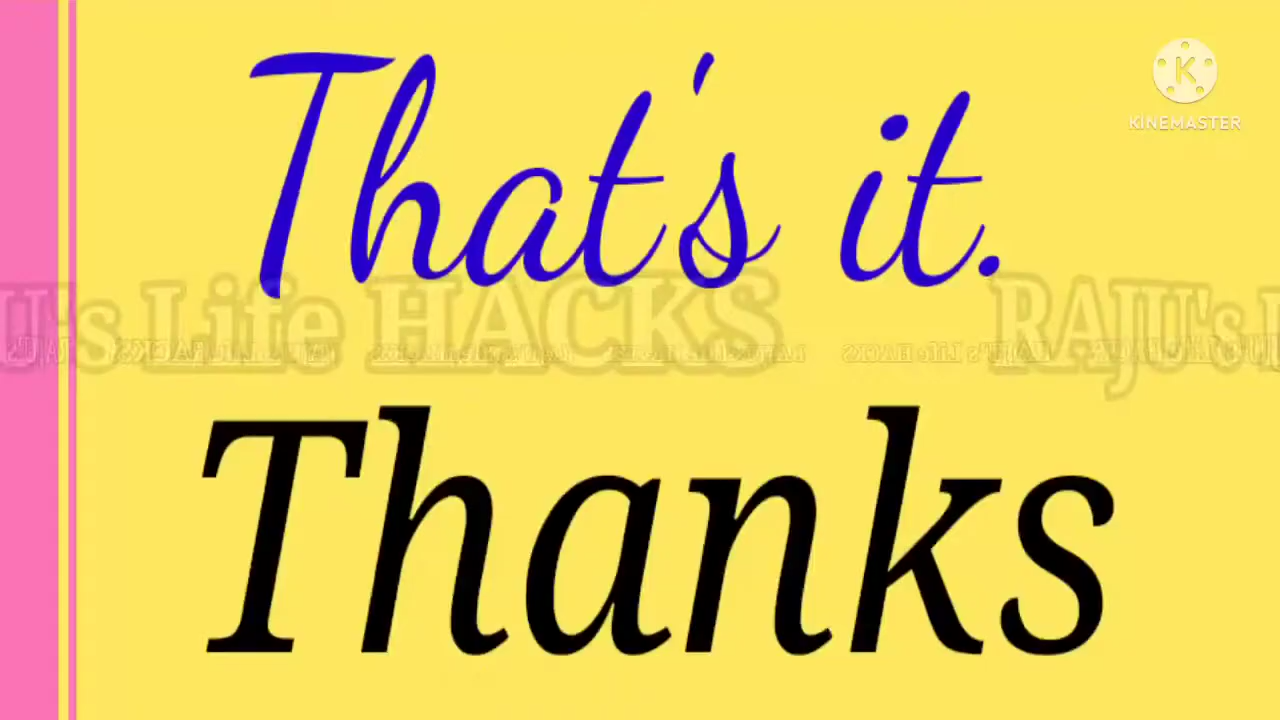 That's it.
K
KINEMASTER
U's Life HACKS RAJU's
Thanks